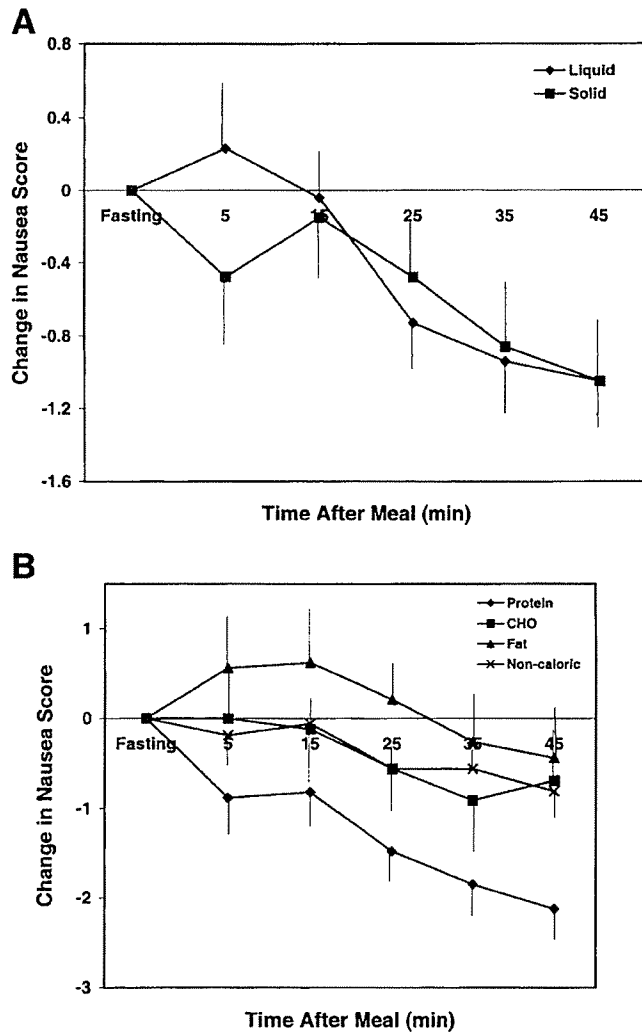 A
0.8
0.4
0
-0.4
-0.8
-1.2
-1.6
Change in Nausea Score
Liquid
Solid
Fasting 5 15 25 35 45
Time After Meal (min)
B
1
0
-1
-2
-3
Change in Nausea Score
Protein
CHO
Fat
Non-caloric
Fasting 5 15 25 35 45
Time After Meal (min)